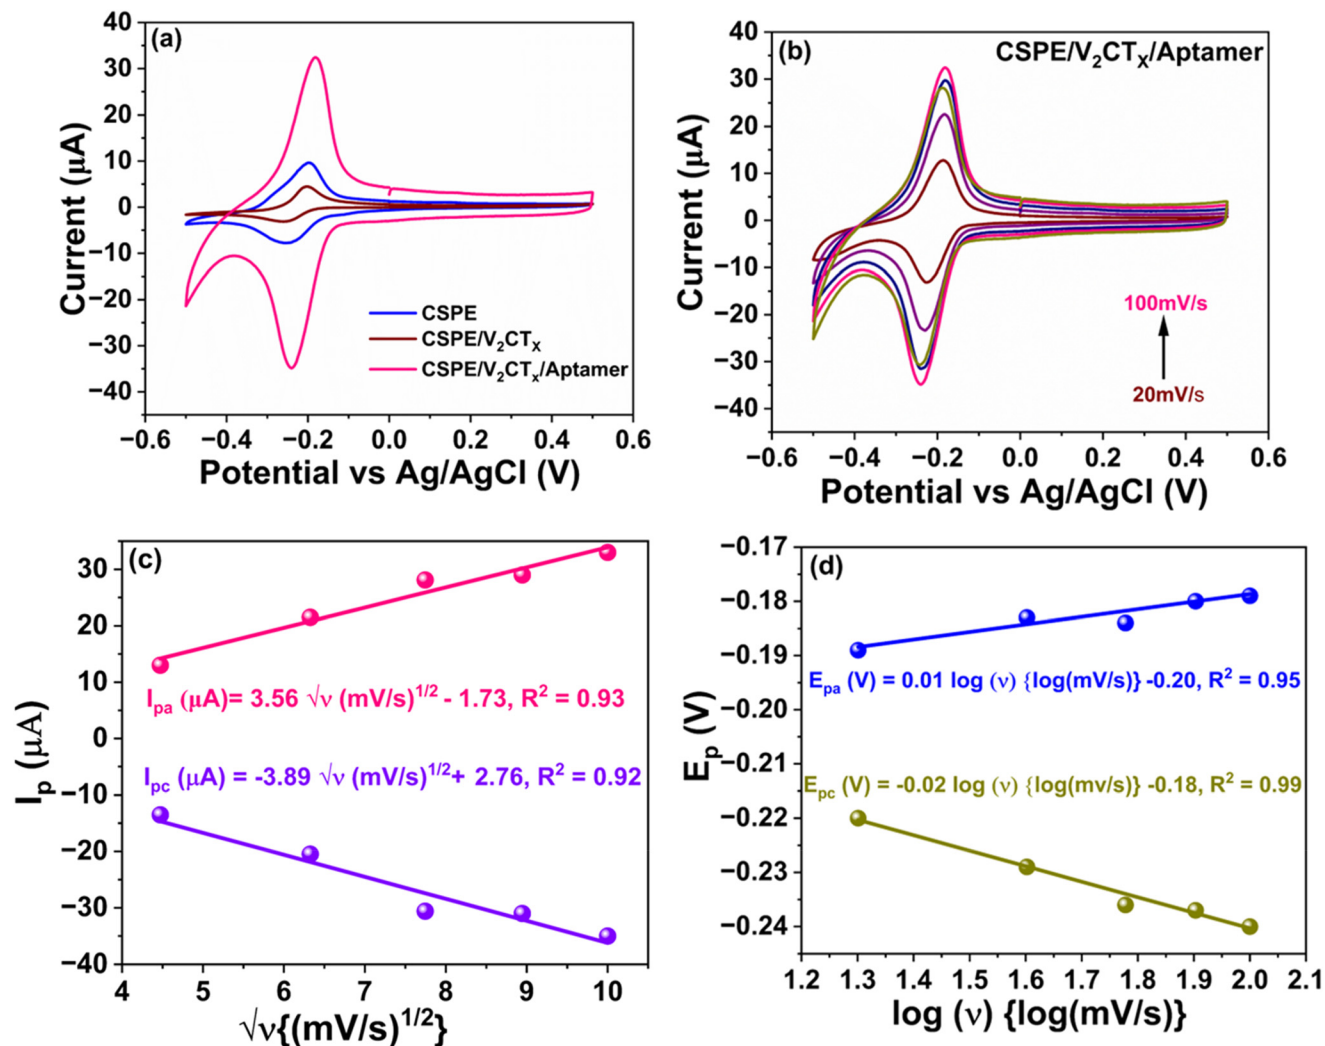 (a)
40
30
20
10
0
−10
−20
−30
−40
Current (μA)
CSPE
CSPE/V₂CTₓ
CSPE/V₂CTₓ/Aptamer
−0.6 −0.4 −0.2 0.0 0.2 0.4 0.6
Potential vs Ag/AgCl (V)
(b)
CSPE/V₂CTₓ/Aptamer
40
30
20
10
0
−10
−20
−30
−40
Current (μA)
100mV/s
20mV/s
−0.6 −0.4 −0.2 0.0 0.2 0.4 0.6
Potential vs Ag/AgCl (V)
(c)
30
20
10
0
−10
−20
−30
−40
Iₚ (μA)
Iₚₐ (μA)= 3.56 √ν (mV/s)¹ᐟ² - 1.73, R² = 0.93
Iₚc (μA) = -3.89 √ν (mV/s)¹ᐟ²+ 2.76, R² = 0.92
4 5 6 7 8 9 10
√ν{(mV/s)¹ᐟ²}
(d)
−0.17
−0.18
−0.19
−0.20
−0.21
−0.22
−0.23
−0.24
Eₚ (V)
Eₚₐ (V) = 0.01 log (ν) {log(mV/s)} -0.20, R² = 0.95
Eₚc (V) = -0.02 log (ν) {log(mv/s)} -0.18, R² = 0.99
1.2 1.3 1.4 1.5 1.6 1.7 1.8 1.9 2.0 2.1
log (ν) {log(mV/s)}